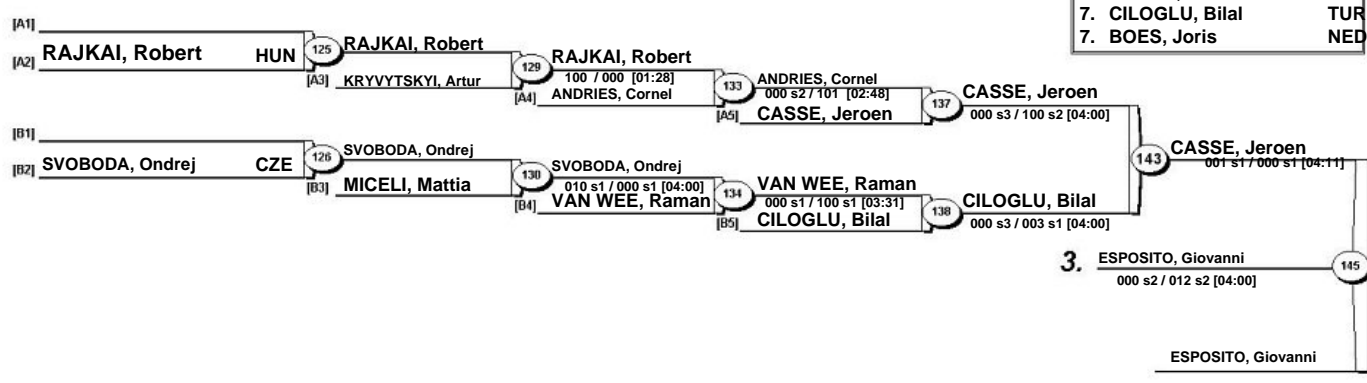 7. CILOGLU, Bilal TUR
7. BOES, Joris NED
[A1]
[A2] RAJKAI, Robert HUN
125
RAJKAI, Robert
[A3] KRYVYTSKYI, Artur
129
RAJKAI, Robert
100 / 000 [01:28]
[A4] ANDRIES, Cornel
133
ANDRIES, Cornel
000 s2 / 101 [02:48]
[A5] CASSE, Jeroen
137
CASSE, Jeroen
000 s3 / 100 s2 [04:00]
[B1]
[B2] SVOBODA, Ondrej CZE
126
SVOBODA, Ondrej
[B3] MICELI, Mattia
130
SVOBODA, Ondrej
010 s1 / 000 s1 [04:00]
[B4] VAN WEE, Raman
134
VAN WEE, Raman
000 s1 / 100 s1 [03:31]
[B5] CILOGLU, Bilal
138
CILOGLU, Bilal
000 s3 / 003 s1 [04:00]
143
CASSE, Jeroen
001 s1 / 000 s1 [04:11]
3. ESPOSITO, Giovanni
000 s2 / 012 s2 [04:00]
145
ESPOSITO, Giovanni